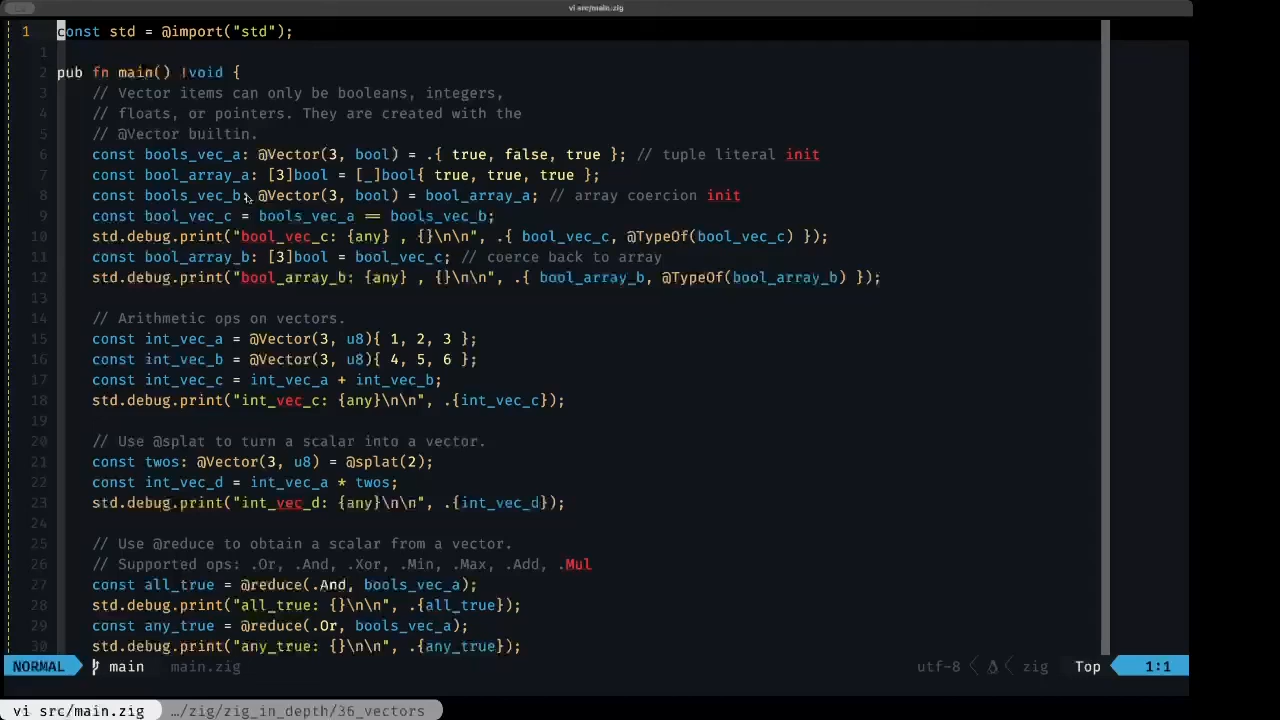 vi src/main.zig
1 const std = @import("std");
1
2 pub fn main() !void {
3 // Vector items can only be booleans, integers,
4 // floats, or pointers. They are created with the
5 // @Vector builtin.
6 const bools_vec_a: @Vector(3, bool) = .{ true, false, true }; // tuple literal init
7 const bool_array_a: [3]bool = [_]bool{ true, true, true };
8 const bools_vec_b: @Vector(3, bool) = bool_array_a; // array coercion init
9 const bool_vec_c = bools_vec_a == bools_vec_b;
10 std.debug.print("bool_vec_c: {any} , {}\n\n", .{ bool_vec_c, @TypeOf(bool_vec_c) });
11 const bool_array_b: [3]bool = bool_vec_c; // coerce back to array
12 std.debug.print("bool_array_b: {any} , {}\n\n", .{ bool_array_b, @TypeOf(bool_array_b) });
13
14 // Arithmetic ops on vectors.
15 const int_vec_a = @Vector(3, u8){ 1, 2, 3 };
16 const int_vec_b = @Vector(3, u8){ 4, 5, 6 };
17 const int_vec_c = int_vec_a + int_vec_b;
18 std.debug.print("int_vec_c: {any}\n\n", .{int_vec_c});
19
20 // Use @splat to turn a scalar into a vector.
21 const twos: @Vector(3, u8) = @splat(2);
22 const int_vec_d = int_vec_a * twos;
23 std.debug.print("int_vec_d: {any}\n\n", .{int_vec_d});
24
25 // Use @reduce to obtain a scalar from a vector.
26 // Supported ops: .Or, .And, .Xor, .Min, .Max, .Add, .Mul
27 const all_true = @reduce(.And, bools_vec_a);
28 std.debug.print("all_true: {}\n\n", .{all_true});
29 const any_true = @reduce(.Or, bools_vec_a);
30 std.debug.print("any_true: {}\n\n", .{any_true});
NORMAL main main.zig utf-8 zig Top 1:1
vi src/main.zig …/zig/zig_in_depth/36_vectors